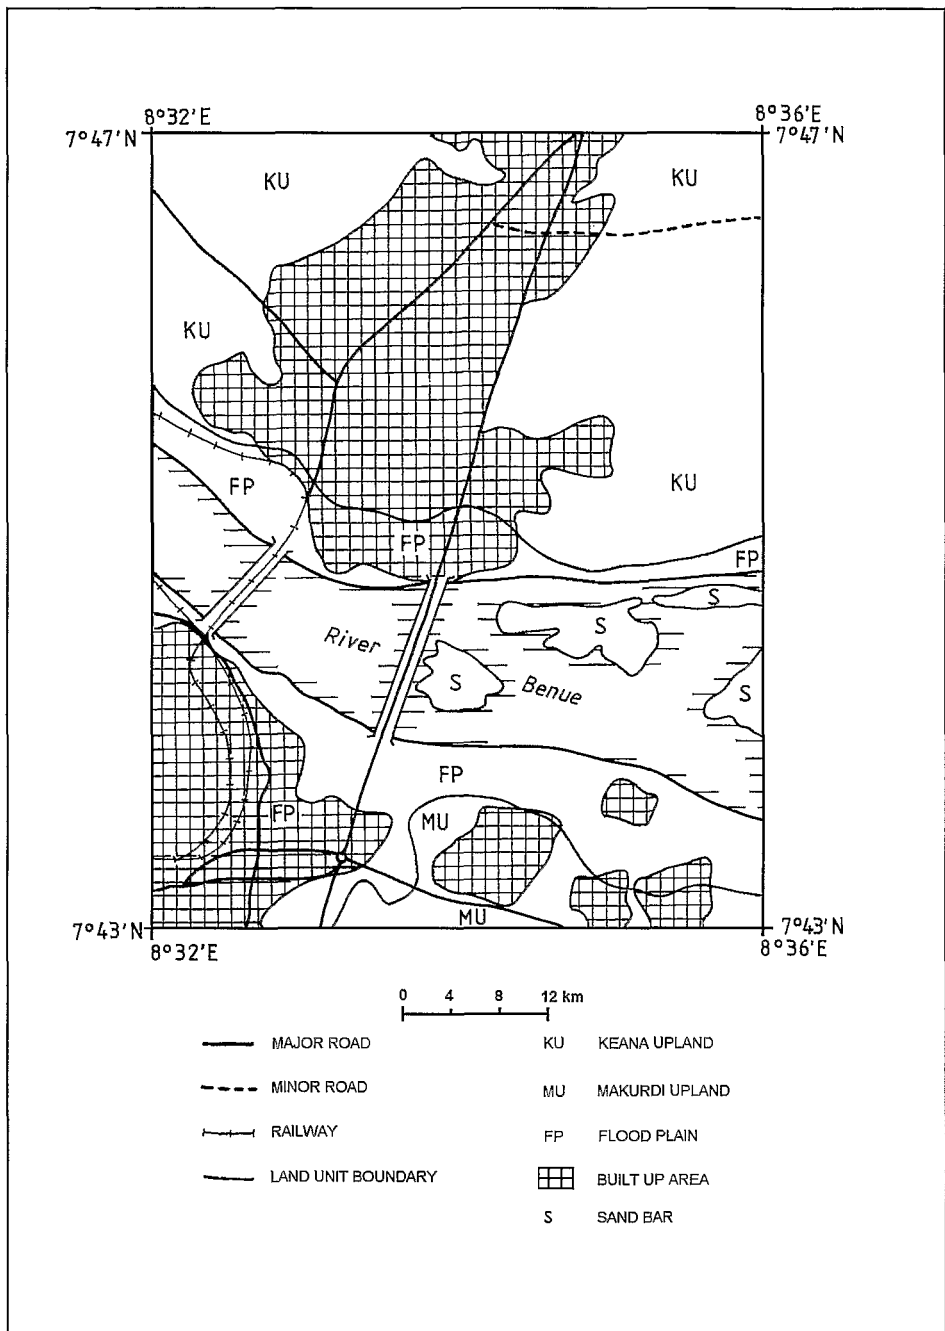 8°32'E 8°36'E
7°47'N 7°47'N
KU KU
KU
KU
FP
FP FP
S
River S
S Benue S
FP
FP MU
MU
7°43'N 7°43'N
8°32'E 8°36'E
0 4 8 12 km
MAJOR ROAD KU KEANA UPLAND
MINOR ROAD MU MAKURDI UPLAND
RAILWAY FP FLOOD PLAIN
LAND UNIT BOUNDARY BUILT UP AREA
S SAND BAR